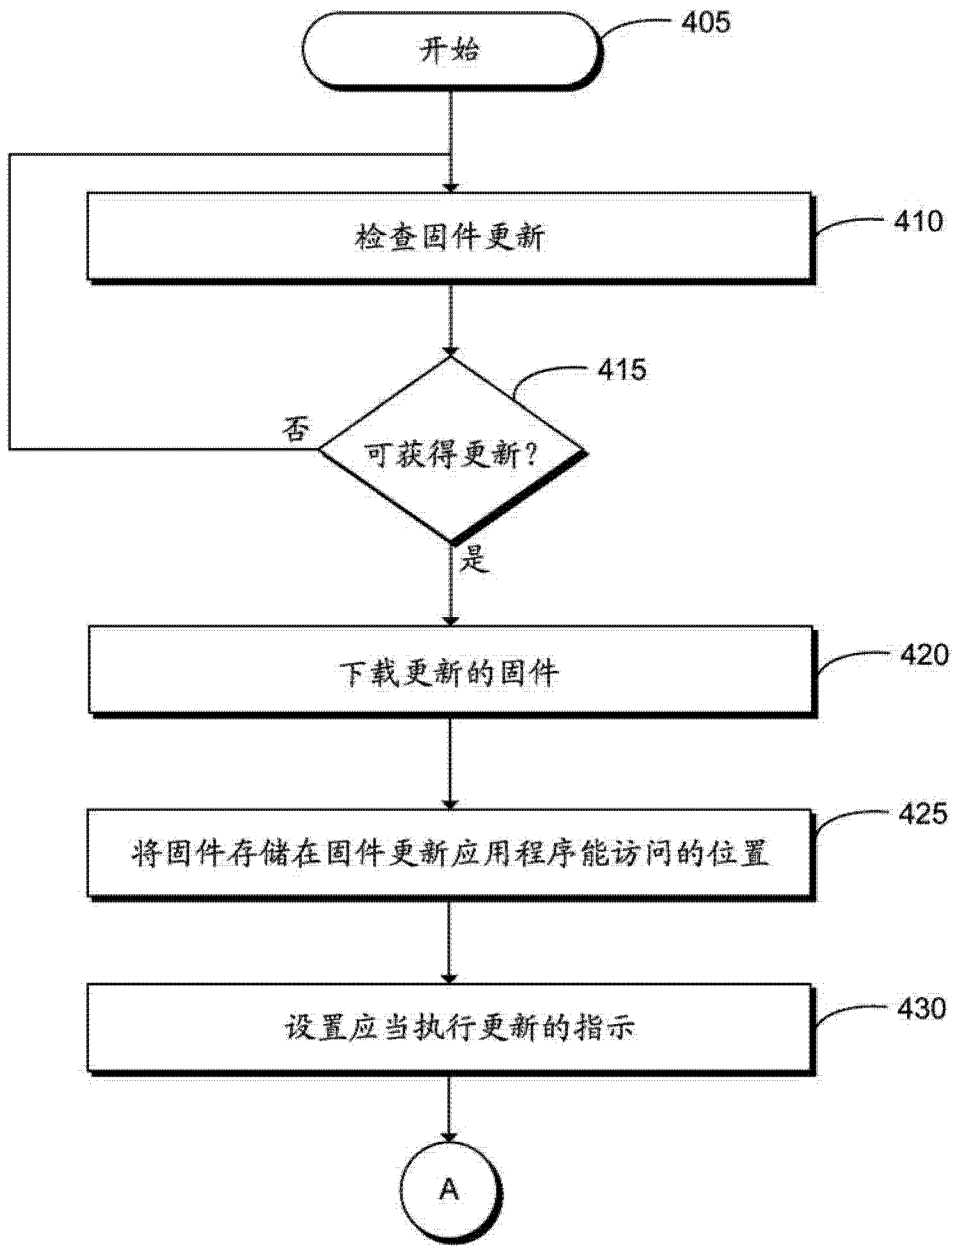 开始
405
检查固件更新
410
415
可获得更新?
否
是
下载更新的固件
420
将固件存储在固件更新应用程序能访问的位置
425
设置应当执行更新的指示
430
A